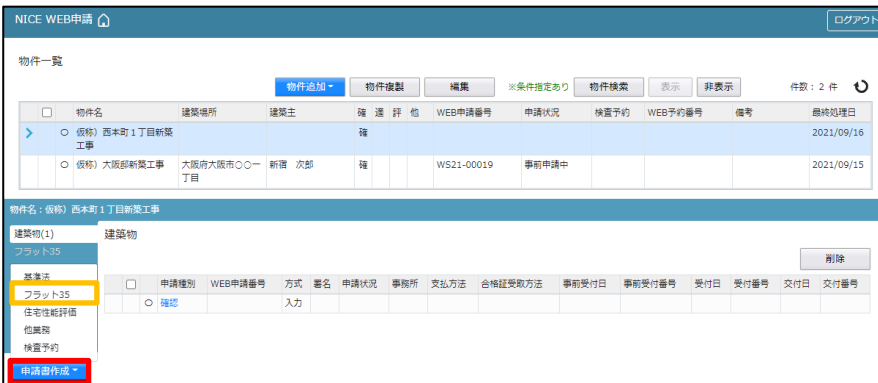 NICE WEB申請 ログアウト
物件一覧
物件追加 物件複製 編集 ※条件指定あり 物件検索 表示 非表示 件数: 2 件
物件名 建築場所 建築主 確 適 評 他 WEB申請番号 申請状況 検査予約 WEB予約番号 備考 最終処理日
○ 仮称）西本町１丁目新築 確 2021/09/16
工事
○ 仮称）大阪邸新築工事 大阪府大阪市○○一 新宿　次郎 確 WS21-00019 事前申中 2021/09/15
丁目
物件名：仮称）西本町１丁目新築工事
建築物(1) 建築物
フラット35
削除
基準法
申請種別 WEB申請番号 方式 署名 申請状況 事務所 支払方法 合格証受取方法 事前受付日 事前受付番号 受付日 受付番号 交付日 交付番号
フラット35
○ 確認 入力
住宅性能評価
他業務
検査予約
申請書作成